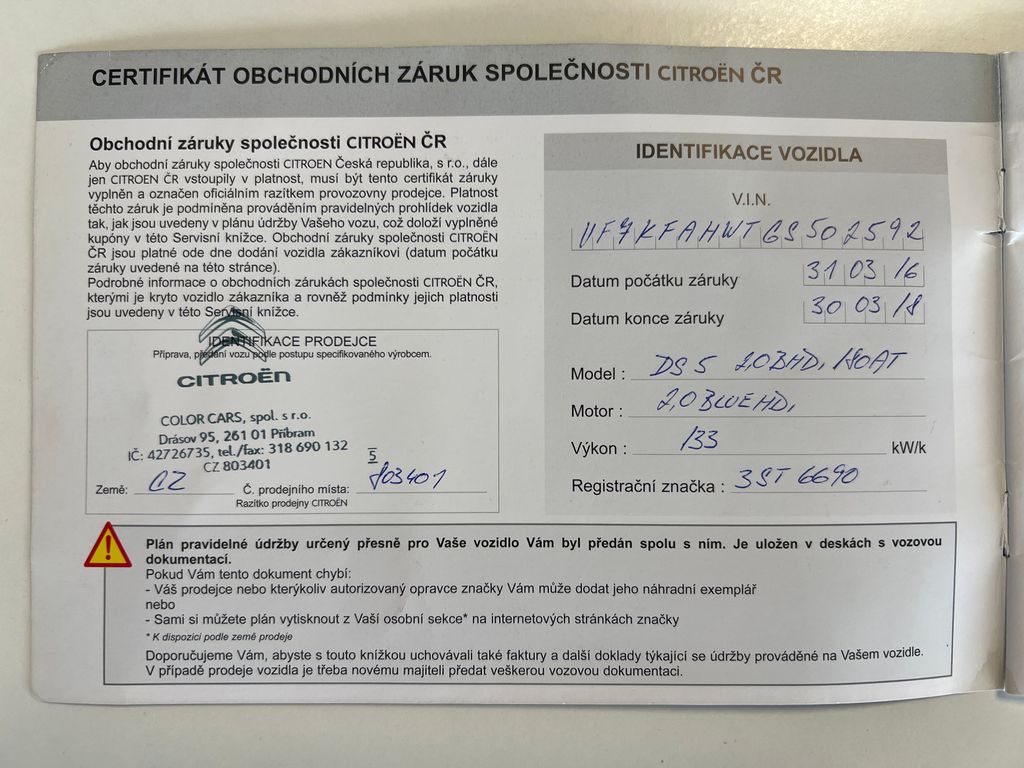 CERTIFIKÁT OBCHODNÍCH ZÁRUK SPOLEČNOSTI CITROËN ČR
Obchodní záruky společnosti CITROËN ČR
Aby obchodní záruky společnosti CITROEN Česká republika, s r.o., dále
jen CITROEN ČR vstoupily v platnost, musí být tento certifikát záruky
vyplněn a označen oficiálním razítkem provozovny prodejce. Platnost
těchto záruk je podmíněna prováděním pravidelných prohlídek vozidla
tak, jak jsou uvedeny v plánu údržby Vašeho vozu, což doloží vyplněné
kupóny v této Servisní knížce. Obchodní záruky společnosti CITROËN
ČR jsou platné ode dne dodání vozidla zákazníkovi (datum počátku
záruky uvedené na této stránce).
Podrobné informace o obchodních zárukách společnosti CITROËN ČR,
kterými je kryto vozidlo zákazníka a rovněž podmínky jejich platnosti
jsou uvedeny v této Servisní knížce.
IDENTIFIKACE PRODEJCE
Příprava, předání vozu podle postupu specifikovaného výrobcem.
CITROËN
COLOR CARS, spol. s r.o.
Drásov 95, 261 01 Příbram
IČ: 42726735, tel./fax: 318 690 132
CZ 803401
5
Země: CZ Č. prodejního místa: 803401
Razítko prodejny CITROËN
IDENTIFIKACE VOZIDLA
V.I.N.
VF7KFAHWTGS502592
Datum počátku záruky 31 03 16
Datum konce záruky 30 03 18
Model : DS5 2,0BHD,
Motor : 2,0 BLUEHD,
Výkon : 133 kW/k
Registrační značka : 3ST 6690
Plán pravidelné údržby určený přesně pro Vaše vozidlo Vám byl předán spolu s ním. Je uložen v deskách s vozovou
dokumentací.
Pokud Vám tento dokument chybí:
- Váš prodejce nebo kterýkoliv autorizovaný opravce značky Vám může dodat jeho náhradní exemplář
nebo
- Sami si můžete plán vytisknout z Vaší osobní sekce* na internetových stránkách značky
* K dispozici podle země prodeje
Doporučujeme Vám, abyste s touto knížkou uchovávali také faktury a další doklady týkající se údržby prováděné na Vašem vozidle.
V případě prodeje vozidla je třeba novému majiteli předat veškerou vozovou dokumentaci.